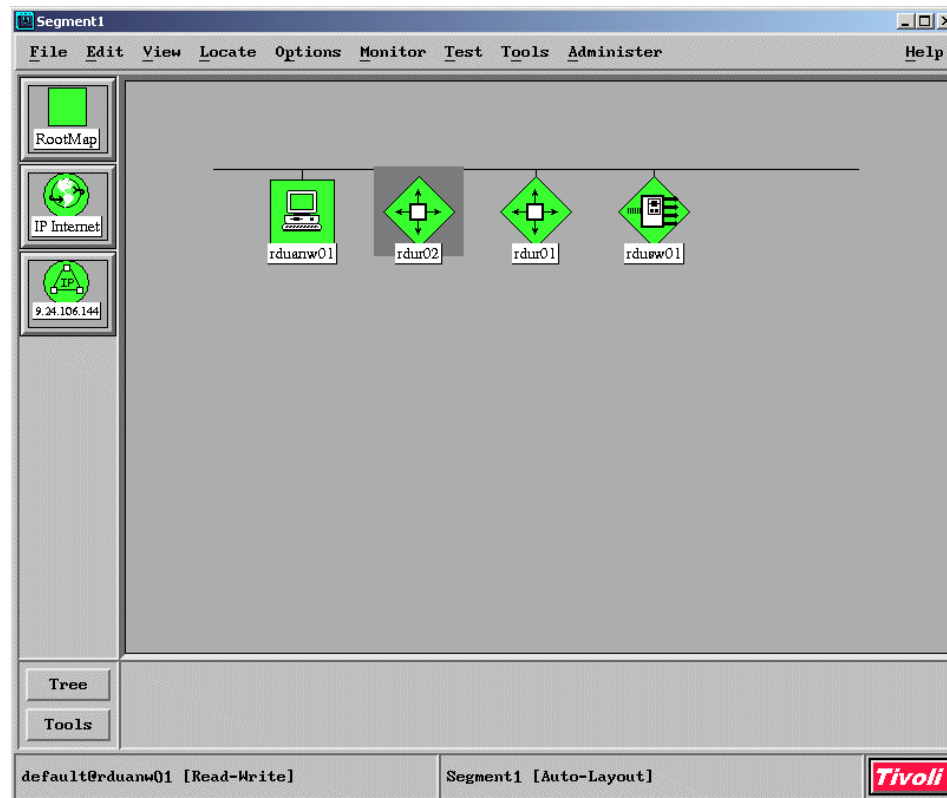 Segment1
File Edit View Locate Options Monitor Test Tools Administer Help
RootMap
IP Internet
IP
9.24.106.144
rduanw01
rdur02
rdur01
rdusw01
Tree
Tools
default@rduanw01 [Read-Write]
Segment1 [Auto-Layout]
Tivoli